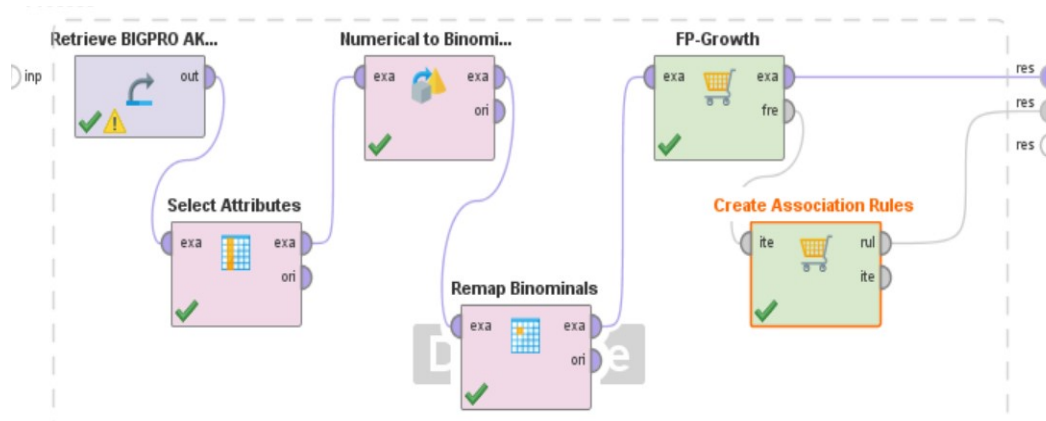 Retrieve BIGPRO AK...
Numerical to Binomi...
FP-Growth
inp
out
exa
exa
ori
exa
exa
fre
res
res
res
Select Attributes
exa
exa
ori
Create Association Rules
ite
rul
ite
Remap Binominals
exa
exa
ori